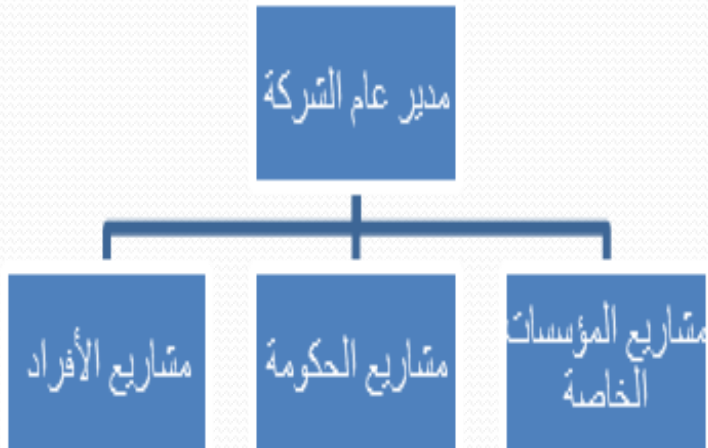 مدير عام الشركة
مشاريع المؤسسات
الخاصة
مشاريع الحكومة
مشاريع الأفراد